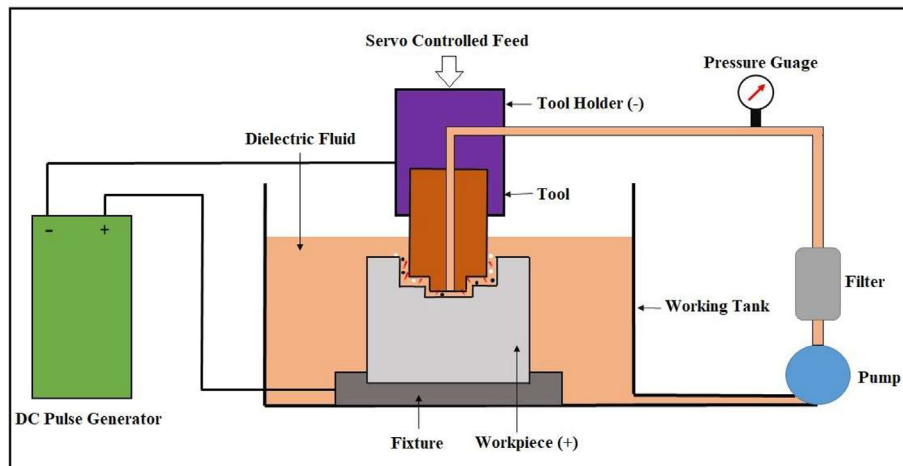 Servo Controlled Feed
Pressure Guage
Tool Holder (-)
Dielectric Fluid
Tool
- +
Filter
Working Tank
Pump
DC Pulse Generator
Fixture
Workpiece (+)